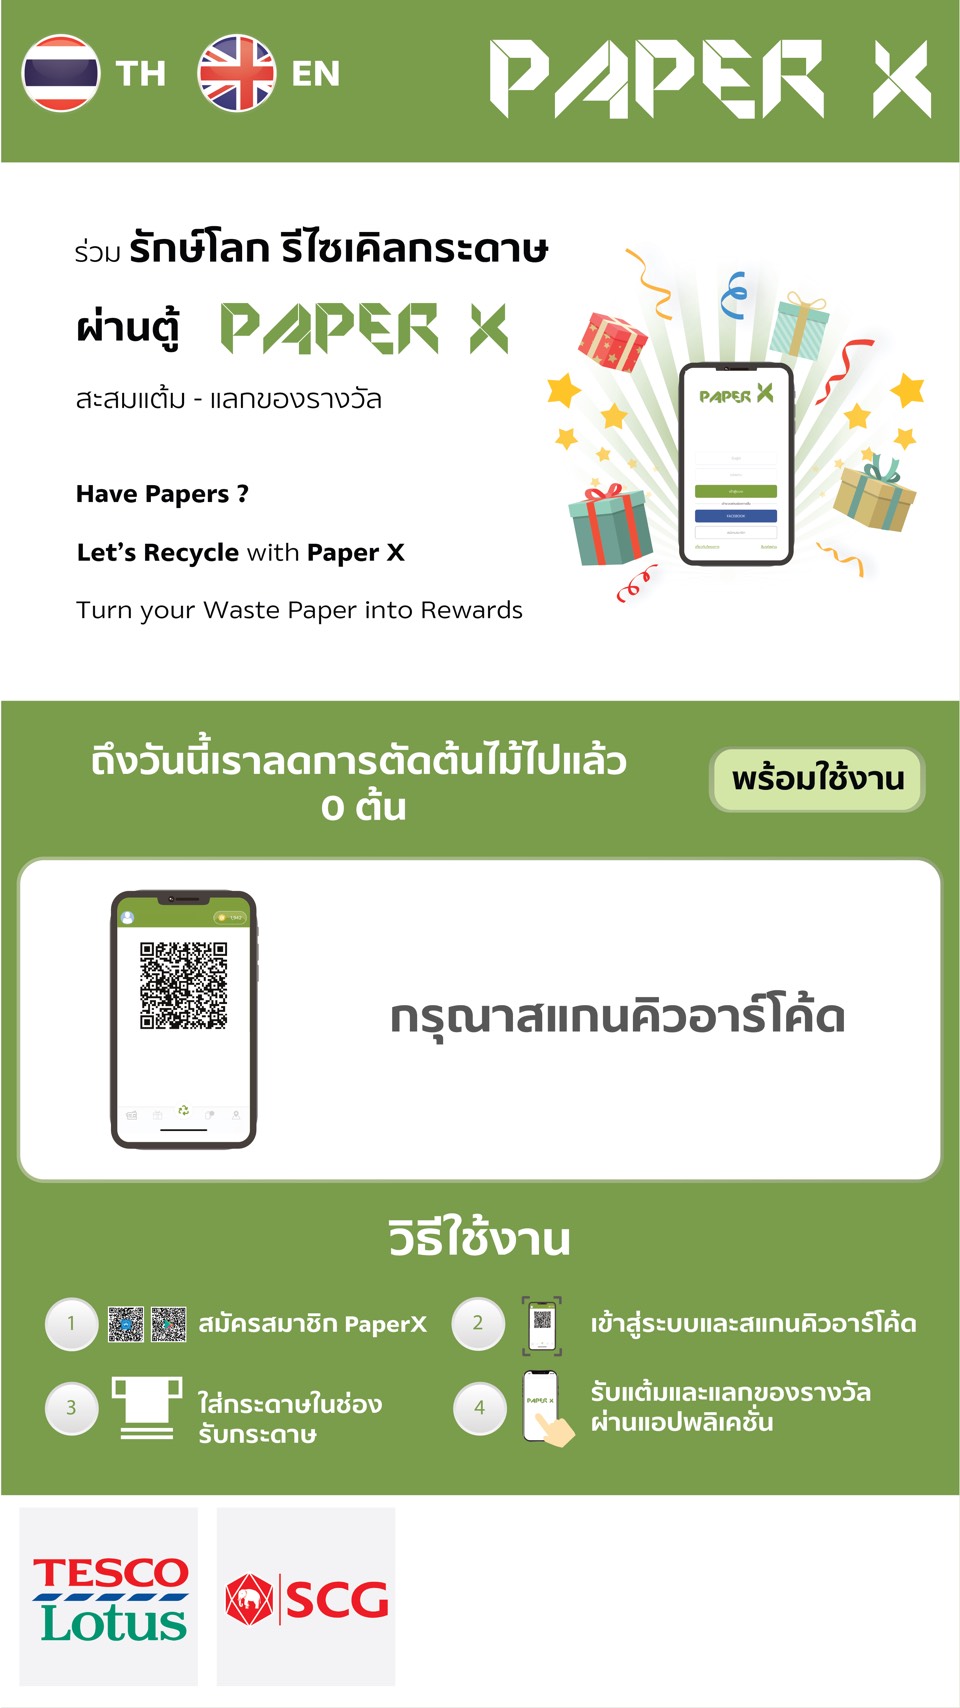 TH
EN
PAPER X
ร่วม รักษ์โลก รีไซเคิลกระดาษ
ผ่านตู้ PAPER X
สะสมแต้ม - แลกของรางวัล
Have Papers ?
Let’s Recycle with Paper X
Turn your Waste Paper into Rewards
PAPER X
FACEBOOK
ถึงวันนี้เราลดการตัดต้นไม้ไปแล้ว
0 ต้น
พร้อมใช้งาน
กรุณาสแกนคิวอาร์โค้ด
วิธีใช้งาน
1 สมัครสมาชิก PaperX
2 เข้าสู่ระบบและสแกนคิวอาร์โค้ด
3 ใส่กระดาษในช่อง
รับกระดาษ
4 PAPER X รับแต้มและแลกของรางวัล
ผ่านแอปพลิเคชั่น
TESCO
Lotus
SCG